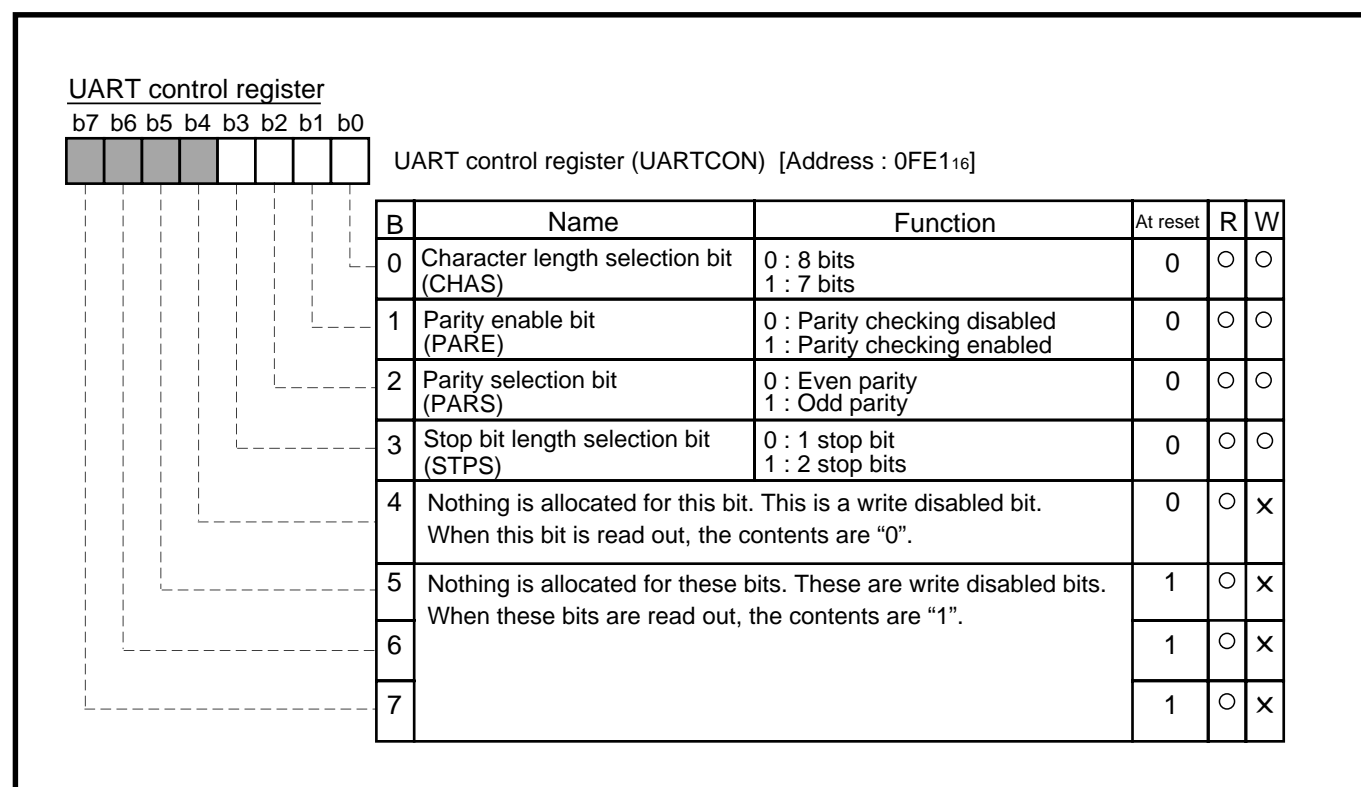 UART control register
b7 b6 b5 b4 b3 b2 b1 b0
UART control register (UARTCON) [Address : 0FE1₁₆]
B Name Function At reset R W
0 Character length selection bit (CHAS) 0 : 8 bits 1 : 7 bits 0 ○ ○
1 Parity enable bit (PARE) 0 : Parity checking disabled 1 : Parity checking enabled 0 ○ ○
2 Parity selection bit (PARS) 0 : Even parity 1 : Odd parity 0 ○ ○
3 Stop bit length selection bit (STPS) 0 : 1 stop bit 1 : 2 stop bits 0 ○ ○
4 Nothing is allocated for this bit. This is a write disabled bit. 0 ○ ×
When this bit is read out, the contents are “0”.
5 Nothing is allocated for these bits. These are write disabled bits. 1 ○ ×
When these bits are read out, the contents are “1”.
6 1 ○ ×
7 1 ○ ×